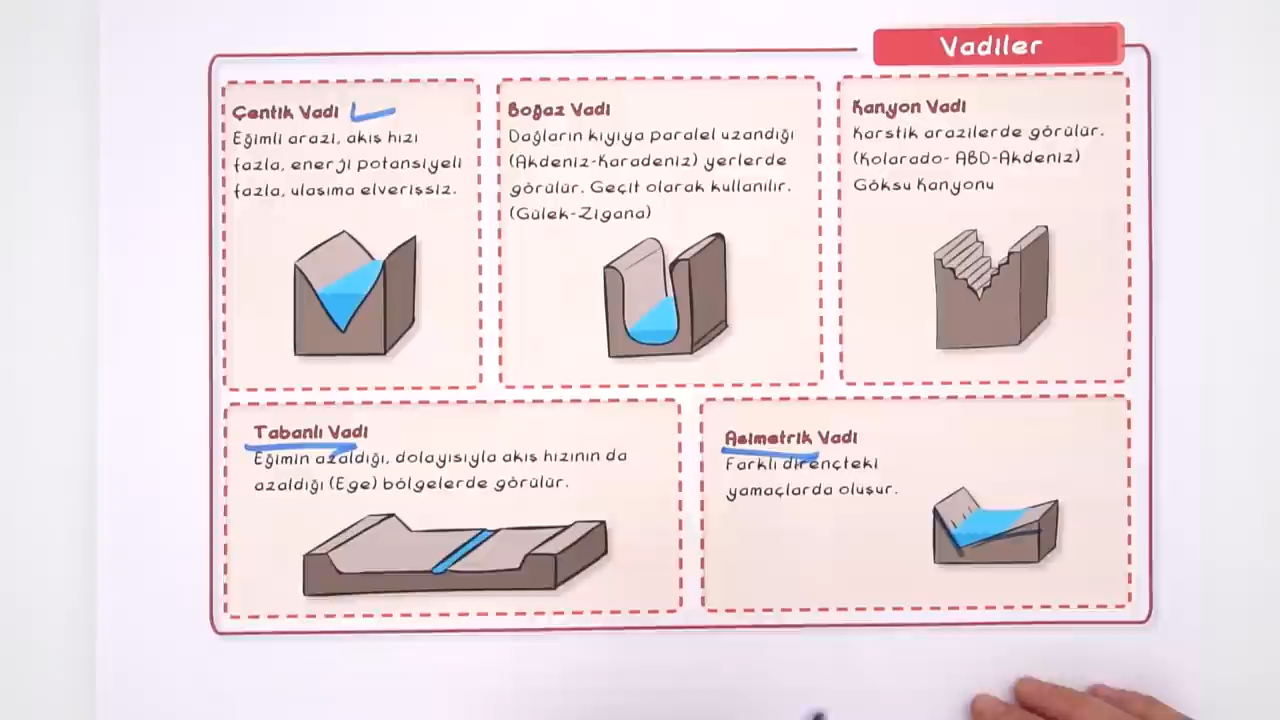 Vadiler
Çentik Vadi
Eğimli arazi, akış hızı
fazla, enerji potansiyeli
fazla, ulaşıma elverişsiz.
Boğaz Vadi
Dağların kıyıya paralel uzandığı
(Akdeniz-Karadeniz) yerlerde
görülür. Geçit olarak kullanılır.
(Gülek-Zigana)
Kanyon Vadi
Karstik arazilerde görülür.
(Kolarado- ABD-Akdeniz)
Göksu Kanyonu
Tabanlı Vadi
Eğimin azaldığı, dolayısıyla akış hızının da
azaldığı (Ege) bölgelerde görülür.
Asimetrik Vadi
Farklı dirençteki
yamaçlarda oluşur.